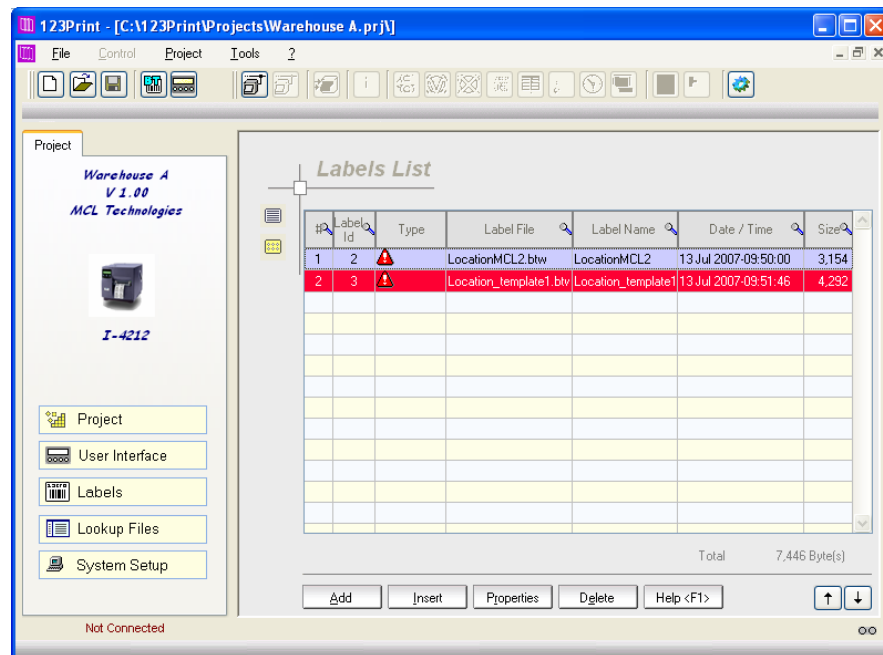 123Print - [C:\123Print\Projects\Warehouse A.prj\]
File Control Project Tools ?
Project
Warehouse A
V 1.00
MCL Technologies
I-4212
Project
User Interface
Labels
Lookup Files
System Setup
Not Connected
Labels List
# Label Id Type Label File Label Name Date / Time Size
1 2 LocationMCL2.btw LocationMCL2 13 Jul 2007-09:50:00 3,154
2 3 Location_template1.btw Location_template1 13 Jul 2007-09:51:46 4,292
Total 7,446 Byte(s)
Add Insert Properties Delete Help <F1>